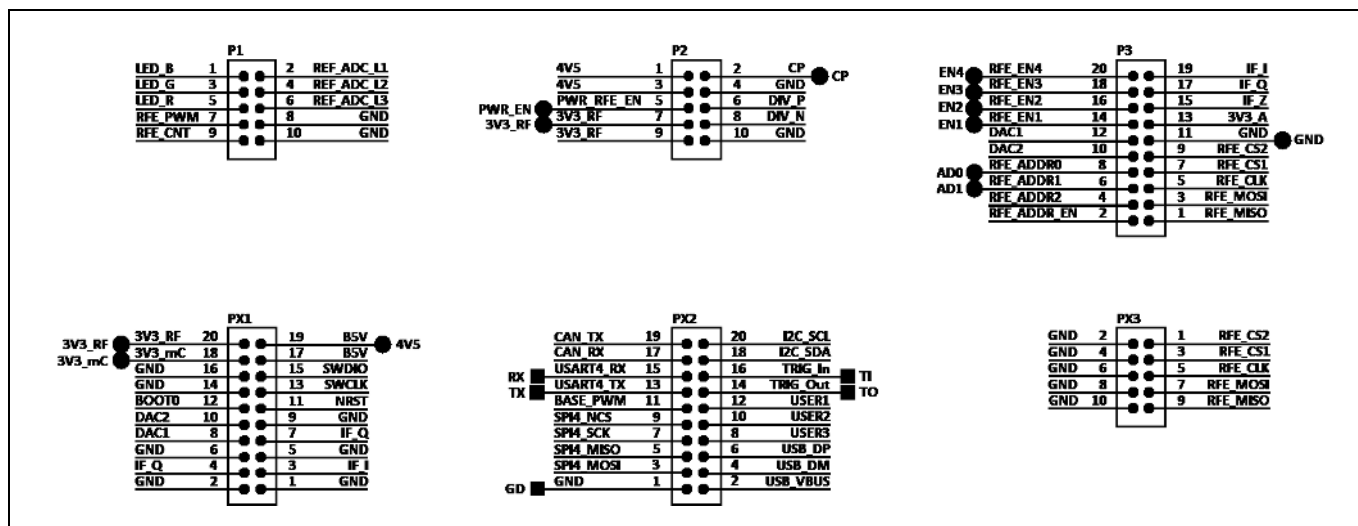 P1
LED_B 1 2 REF_ADC_L1
LED_G 3 4 REF_ADC_L2
LED_R 5 6 REF_ADC_L3
RFE_PWM 7 8 GND
RFE_CNT 9 10 GND
P2
4V5 1 2 CP CP
4V5 3 4 GND
PWR_EN PWR_RFE_EN 5 6 DIV_P
3V3_RF 3V3_RF 7 8 DIV_N
3V3_RF 9 10 GND
P3
EN4 RFE_EN4 20 19 IF_I
EN3 RFE_EN3 18 17 IF_Q
EN2 RFE_EN2 16 15 IF_Z
EN1 RFE_EN1 14 13 3V3_A
DAC1 12 11 GND GND
DAC2 10 9 RFE_CS2
AD0 RFE_ADDR0 8 7 RFE_CS1
AD1 RFE_ADDR1 6 5 RFE_CLK
RFE_ADDR2 4 3 RFE_MOSI
RFE_ADDR_EN 2 1 RFE_MISO
PX1
3V3_RF 3V3_RF 20 19 B5V 4V5
3V3_mC 3V3_mC 18 17 B5V
GND 16 15 SWDIO
GND 14 13 SWCLK
BOOT0 12 11 NRST
DAC2 10 9 GND
DAC1 8 7 IF_Q
GND 6 5 GND
IF_Q 4 3 IF_I
GND 2 1 GND
PX2
CAN_TX 19 20 I2C_SCL
CAN_RX 17 18 I2C_SDA
RX USART4_RX 15 16 TRIG_In TI
TX USART4_TX 13 14 TRIG_Out TO
BASE_PWM 11 12 USER1
SPI4_NCS 9 10 USER2
SPI4_SCK 7 8 USER3
SPI4_MISO 5 6 USB_DP
SPI4_MOSI 3 4 USB_DM
GD GND 1 2 USB_VBUS
PX3
GND 2 1 RFE_CS2
GND 4 3 RFE_CS1
GND 6 5 RFE_CLK
GND 8 7 RFE_MOSI
GND 10 9 RFE_MISO